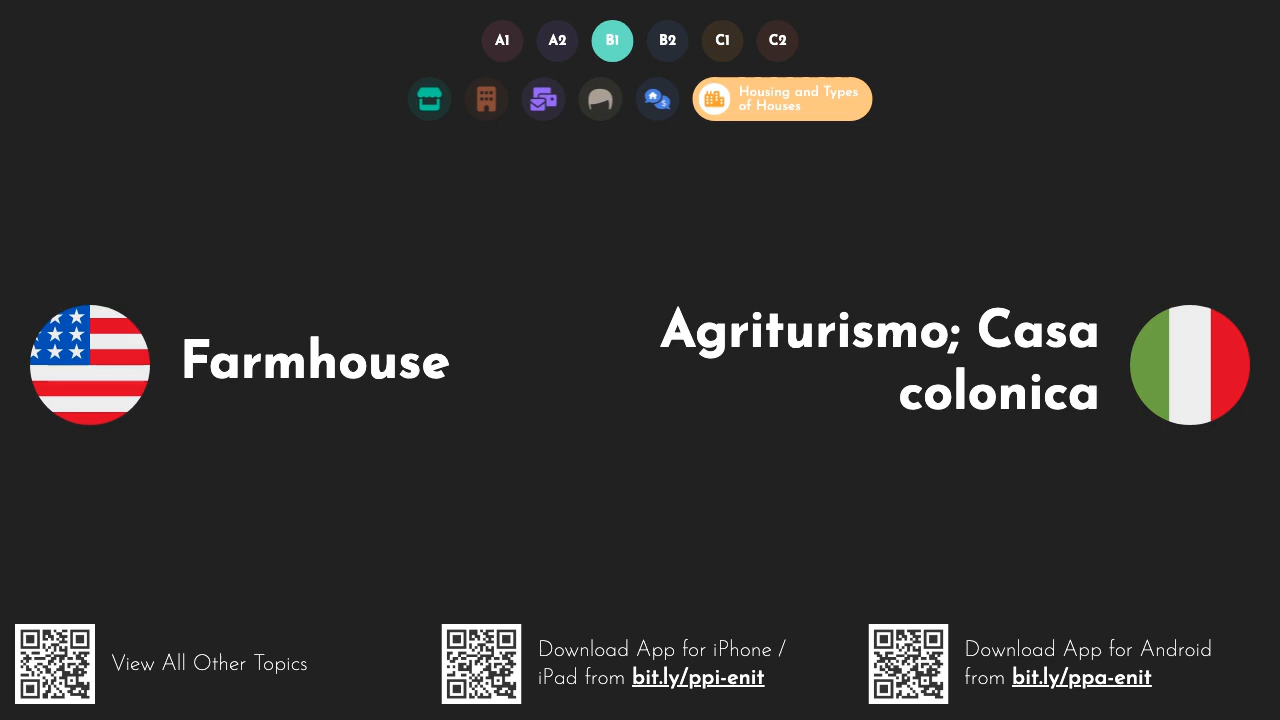 A1 A2 B1 B2 C1 C2
Housing and Types
of Houses
Farmhouse
Agriturismo; Casa
colonica
View All Other Topics
Download App for iPhone /
iPad from bit.ly/ppi-enit
Download App for Android
from bit.ly/ppa-enit